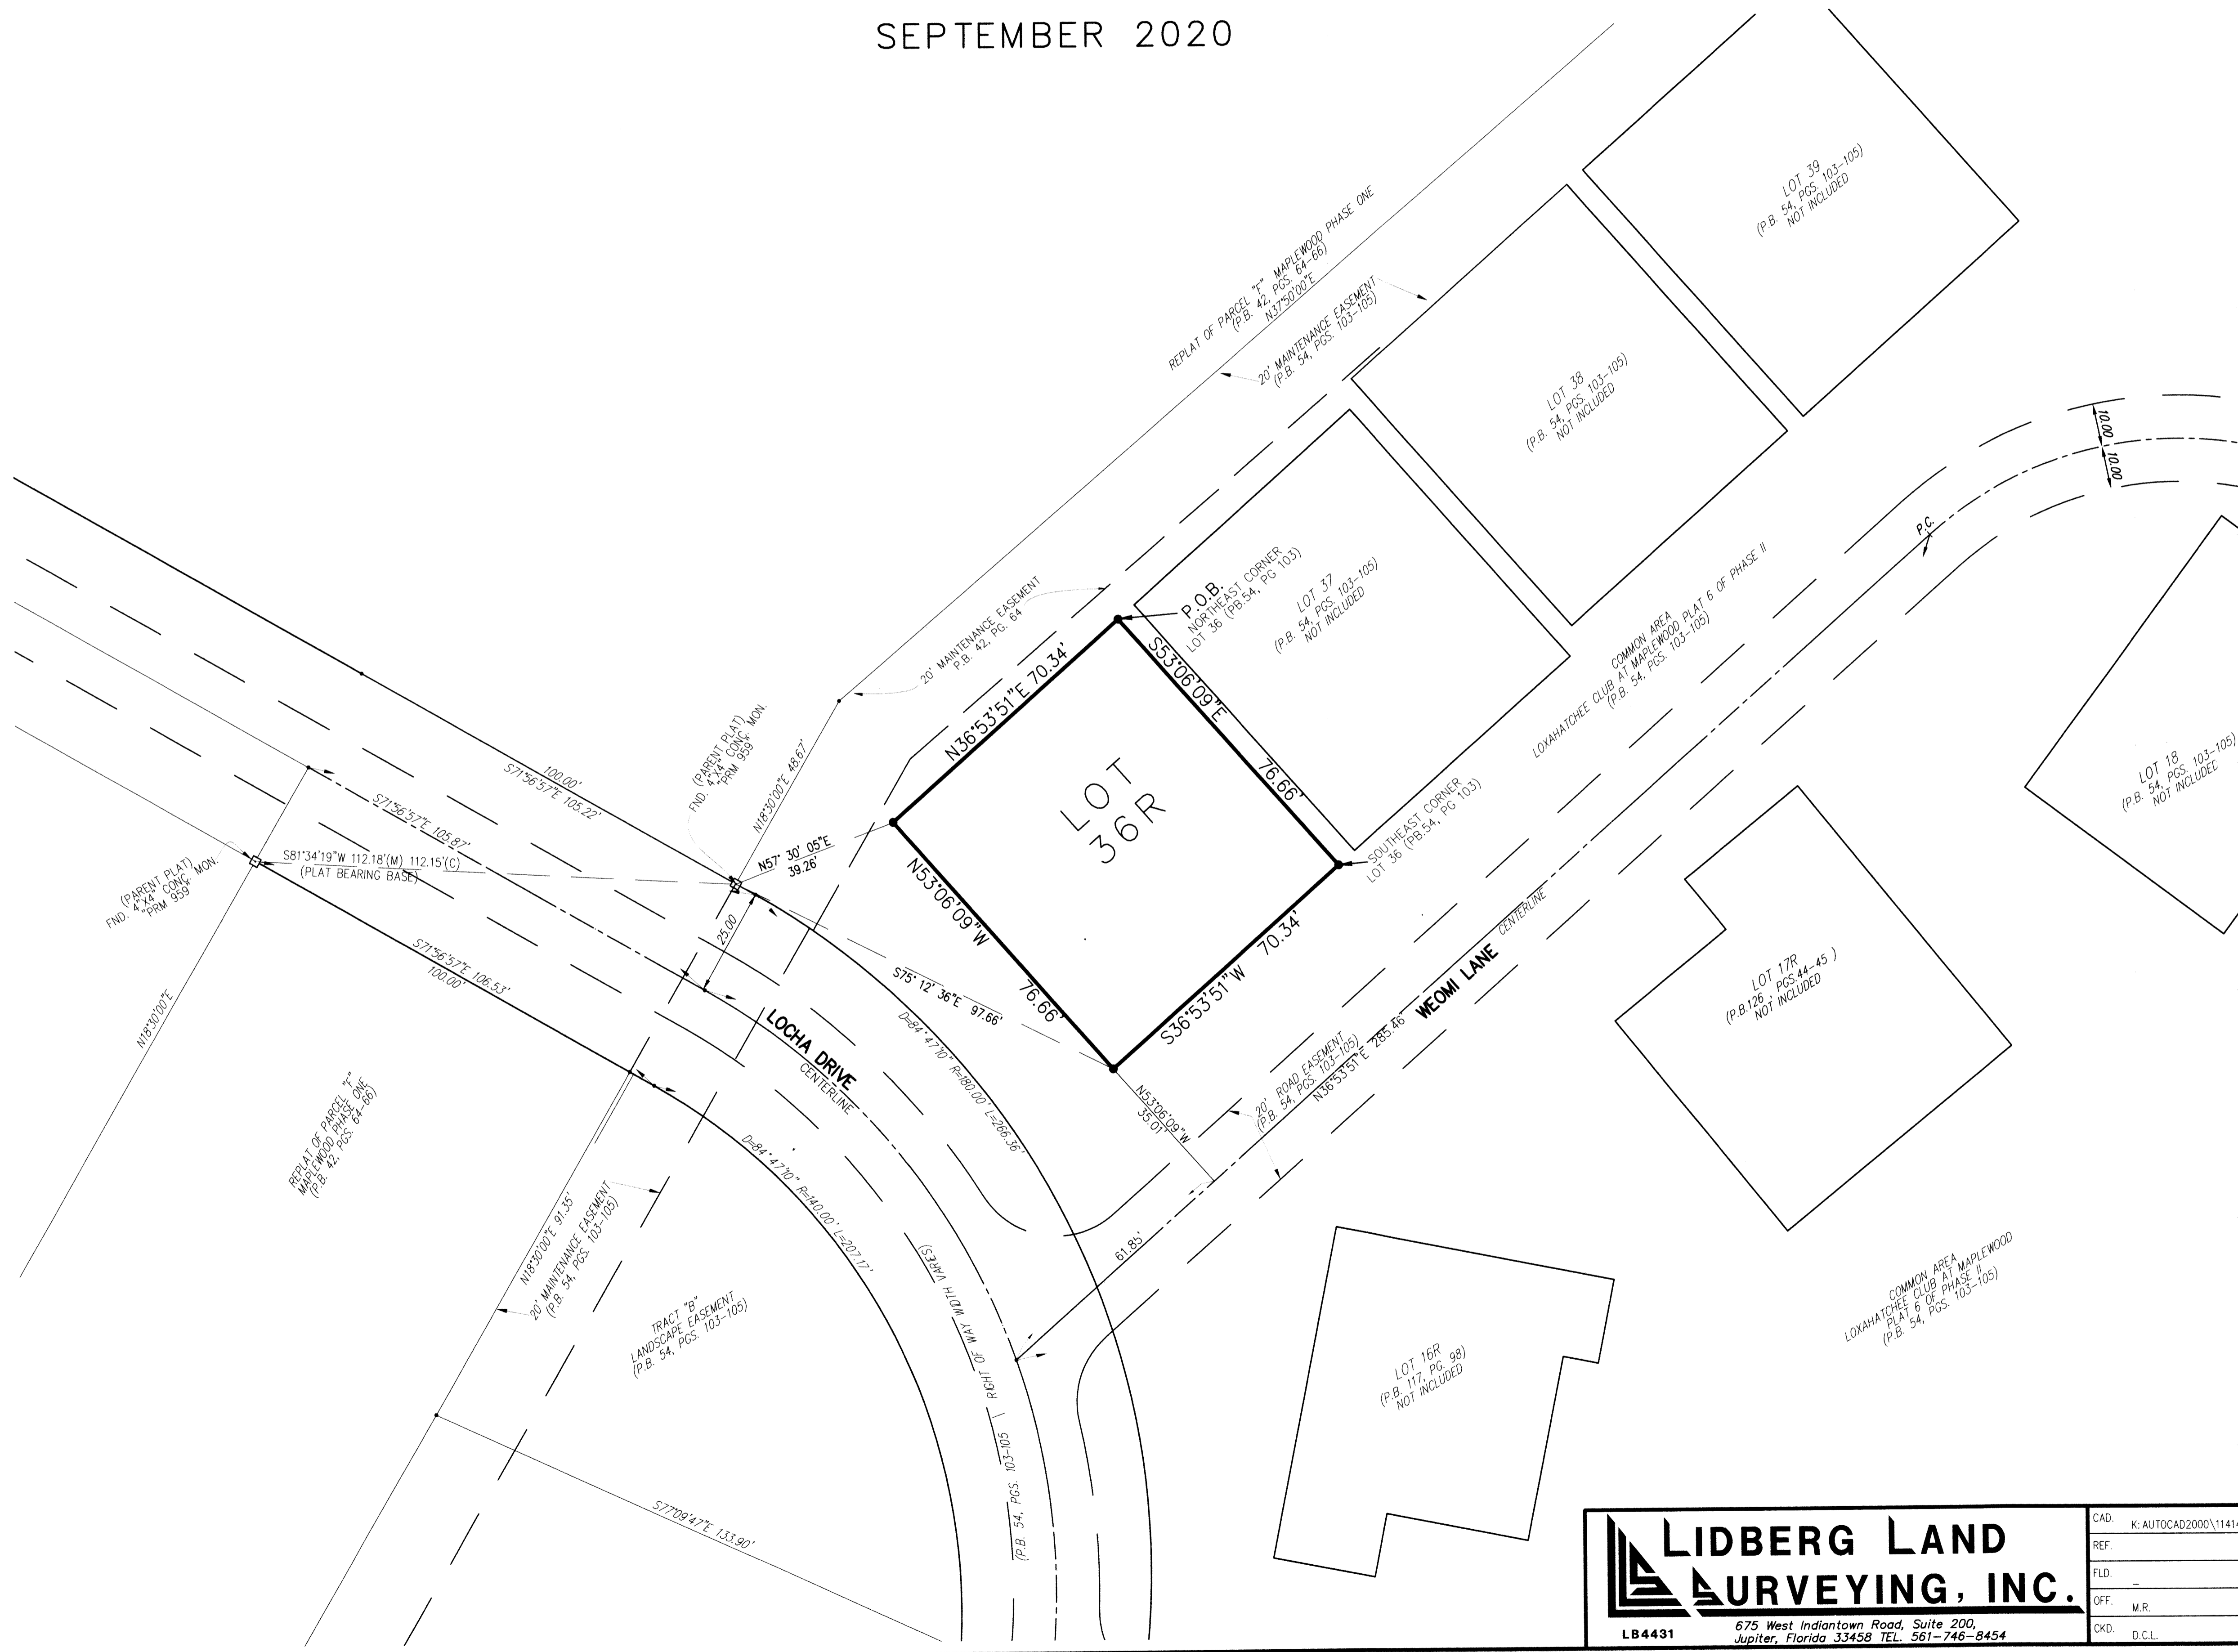 SEPTEMBER 2020
LOT 39
(P.B. 54, PGS. 103-105)
NOT INCLUDED
REPLAT OF PARCEL "F" MAPLEWOOD PHASE ONE
(P.B. 42, PGS. 64-66)
N37°50'00"E
20' MAINTENANCE EASEMENT
(P.B. 54, PGS. 103-105)
LOT 38
(P.B. 54, PGS. 103-105)
NOT INCLUDED
10.00
10.00
P.C.
20' MAINTENANCE EASEMENT
P.B. 42, PG. 64
P.O.B.
NORTHEAST CORNER
LOT 36 (PB.54, PG 103)
LOT 37
(P.B. 54, PGS. 103-105)
NOT INCLUDED
COMMON AREA
LOXAHATCHEE CLUB AT MAPLEWOOD PLAT 6 OF PHASE II
(P.B. 54, PGS. 103-105)
LOT 18
(P.B. 54, PGS. 103-105)
NOT INCLUDED
N36°53'51"E 70.34'
S53°06'09"E
76.66'
LOT
36R
N53°06'09"W
76.66'
S36°53'51"W 70.34'
SOUTHEAST CORNER
LOT 36 (PB.54, PG 103)
(PARENT PLAT)
FND. 4"X4" CONC. MON.
"PRM 959"
N18°30'00"E 48.67'
100.00'
S71°56'57"E 105.22'
S71°56'57"E 105.87'
S81°34'19"W 112.18'(M) 112.15'(C)
(PLAT BEARING BASE)
(PARENT PLAT)
FND. 4"X4" CONC. MON.
"PRM 959"
N57° 30' 05"E
39.26'
25.00
S71°56'57"E 106.53'
100.00'
N18°30'00"E
S75° 12' 36"E 97.66'
LOCHA DRIVE
CENTERLINE
D=84°47'10" R=180.00' L=266.36'
N53°06'09"W
35.01'
WEOMI LANE CENTERLINE
20' ROAD EASEMENT
(P.B. 54, PGS. 103-105)
N36°53'51"E 285.46'
LOT 17R
(P.B.126 , PGS.44-45 )
NOT INCLUDED
REPLAT OF PARCEL "F"
MAPLEWOOD PHASE ONE
(P.B. 42, PGS. 64-66)
D=84°47'10" R=140.00' L=207.17'
N18°30'00"E 91.35'
20' MAINTENANCE EASEMENT
(P.B. 54, PGS. 103-105)
61.85'
TRACT "B"
LANDSCAPE EASEMENT
(P.B. 54, PGS. 103-105)
(P.B. 54, PGS. 103-105 | RIGHT OF WAY WIDTH VARES)
LOT 16R
(P.B. 117, PG. 98)
NOT INCLUDED
COMMON AREA
LOXAHATCHEE CLUB AT MAPLEWOOD
PLAT 6 OF PHASE II
(P.B. 54, PGS. 103-105)
S77°09'47"E 133.90'
LIDBERG LAND
SURVEYING, INC.
LB4431
675 West Indiantown Road, Suite 200,
Jupiter, Florida 33458 TEL. 561-746-8454
CAD. K: AUTOCAD2000\11414
REF.
FLD. _
OFF. M.R.
CKD. D.C.L.